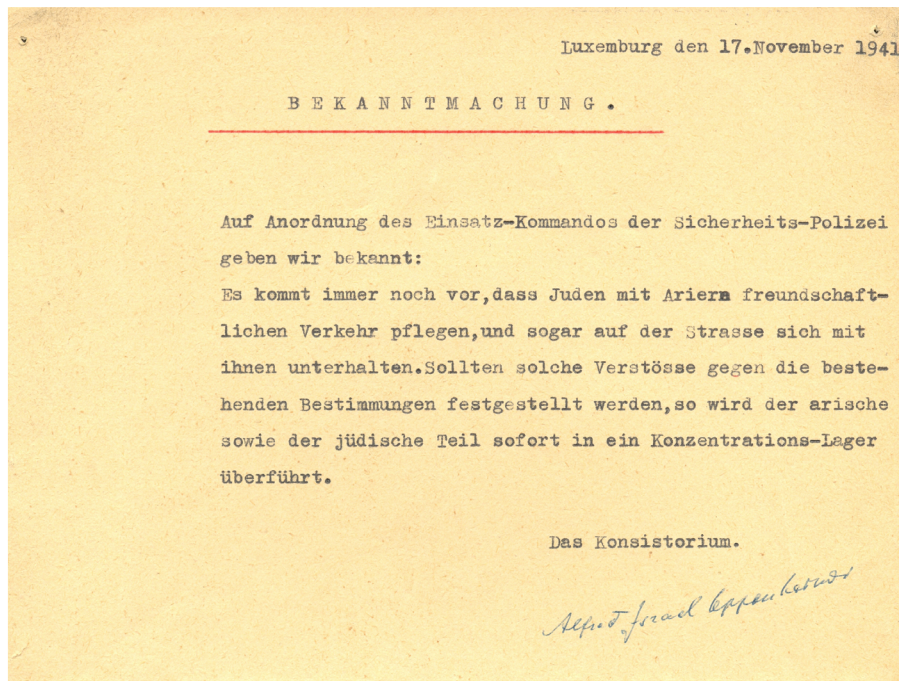 Luxemburg den 17.November 1941
BEKANNTMACHUNG.
Auf Anordnung des Einsatz-Kommandos der Sicherheits-Polizei
geben wir bekannt:
Es kommt immer noch vor,dass Juden mit Ariern freundschaft-
lichen Verkehr pflegen,und sogar auf der Strasse sich mit
ihnen unterhalten.Sollten solche Verstösse gegen die beste-
henden Bestimmungen festgestellt werden,so wird der arische
sowie der jüdische Teil sofort in ein Konzentrations-Lager
überführt.
Das Konsistorium.
Alfred Israel Oppenheimer